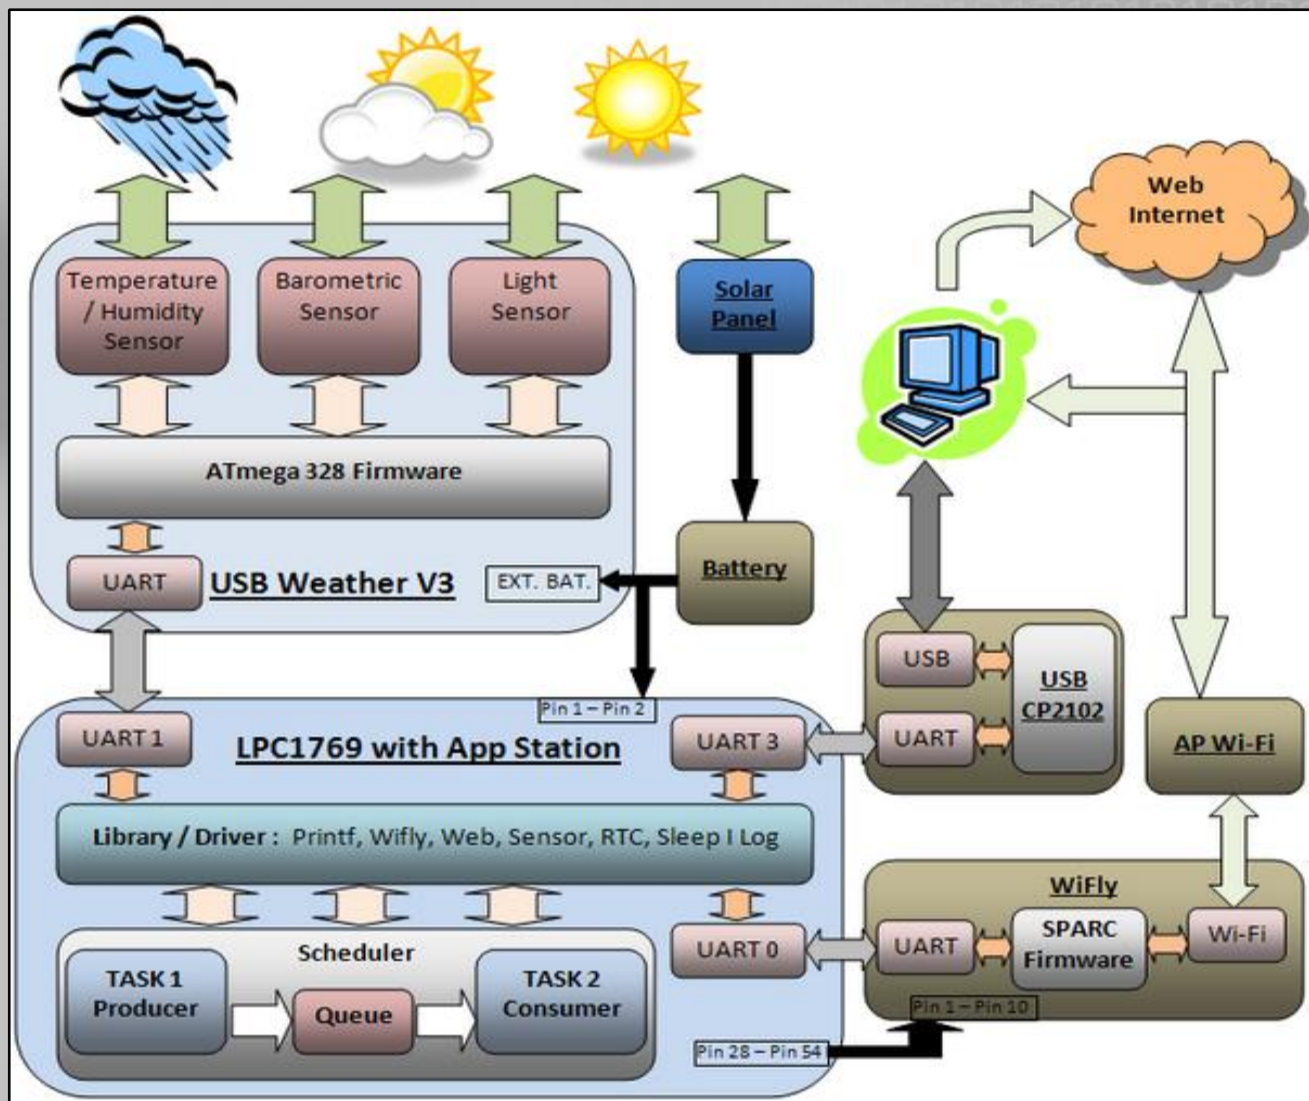 Web
Internet
Temperature
/ Humidity
Sensor
Barometric
Sensor
Light
Sensor
Solar
Panel
ATmega 328 Firmware
UART
USB Weather V3
EXT. BAT.
Battery
USB
UART
USB
CP2102
AP Wi-Fi
Pin 1 – Pin 2
UART 1
LPC1769 with App Station
UART 3
Library / Driver : Printf, Wifly, Web, Sensor, RTC, Sleep I Log
Scheduler
TASK 1
Producer
Queue
TASK 2
Consumer
UART 0
WiFly
UART
SPARC
Firmware
Wi-Fi
Pin 1 – Pin 10
Pin 28 – Pin 54